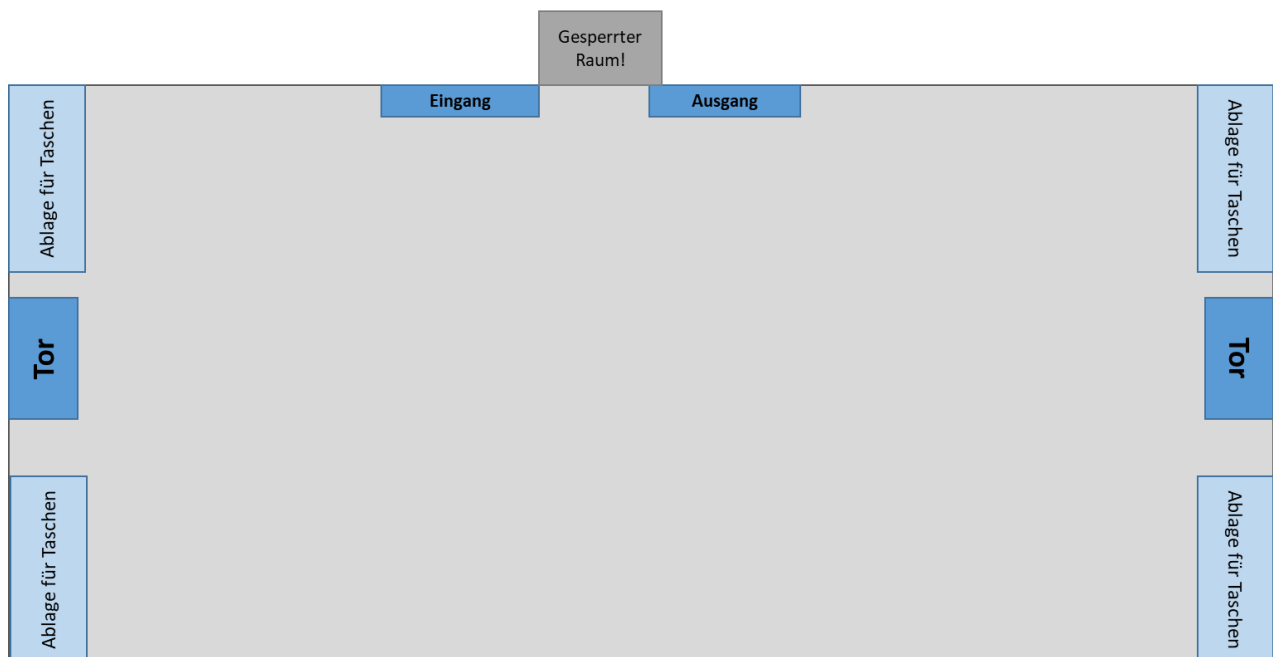 Gesperrter
Raum!
Eingang
Ausgang
Ablage für Taschen
Ablage für Taschen
Tor
Tor
Ablage für Taschen
Ablage für Taschen